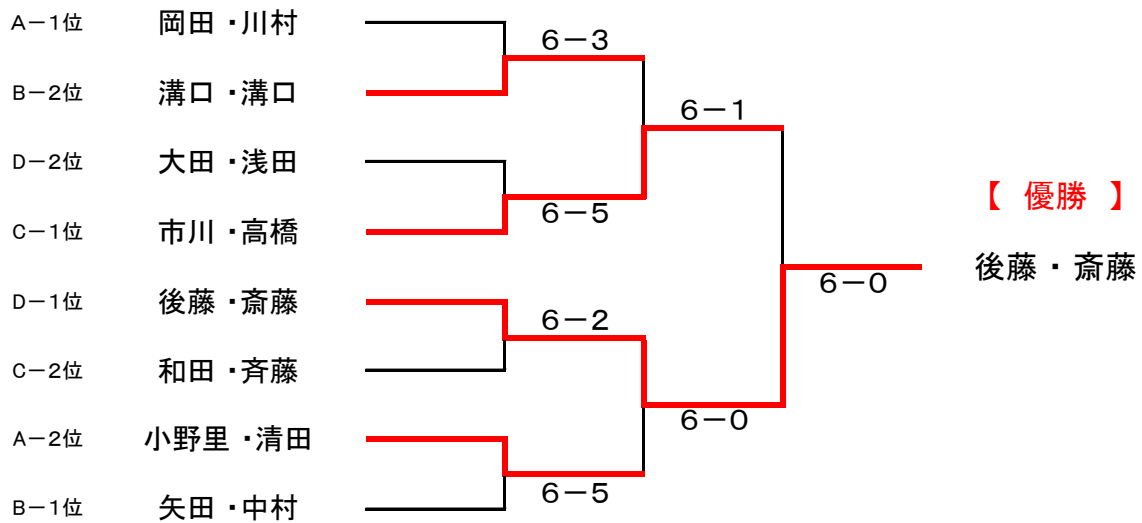 A－1位 岡田・川村
6－3
B－2位 溝口・溝口
6－1
D－2位 大田・浅田
【 優勝 】
6－5
C－1位 市川・高橋
後藤・斎藤
6－0
D－1位 後藤・斎藤
6－2
C－2位 和田・斉藤
6－0
A－2位 小野里・清田
6－5
B－1位 矢田・中村